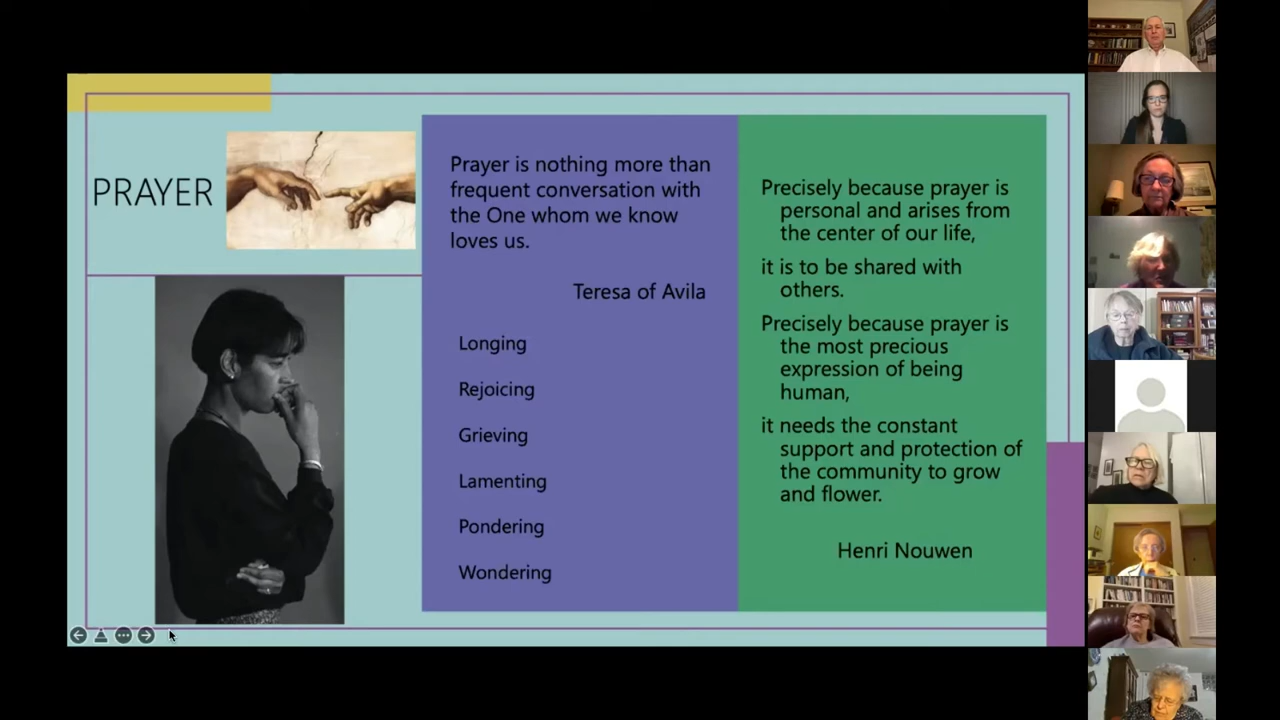 PRAYER
Prayer is nothing more than
frequent conversation with
the One whom we know
loves us.
Teresa of Avila
Longing
Rejoicing
Grieving
Lamenting
Pondering
Wondering
Precisely because prayer is
personal and arises from
the center of our life,
it is to be shared with
others.
Precisely because prayer is
the most precious
expression of being
human,
it needs the constant
support and protection of
the community to grow
and flower.
Henri Nouwen